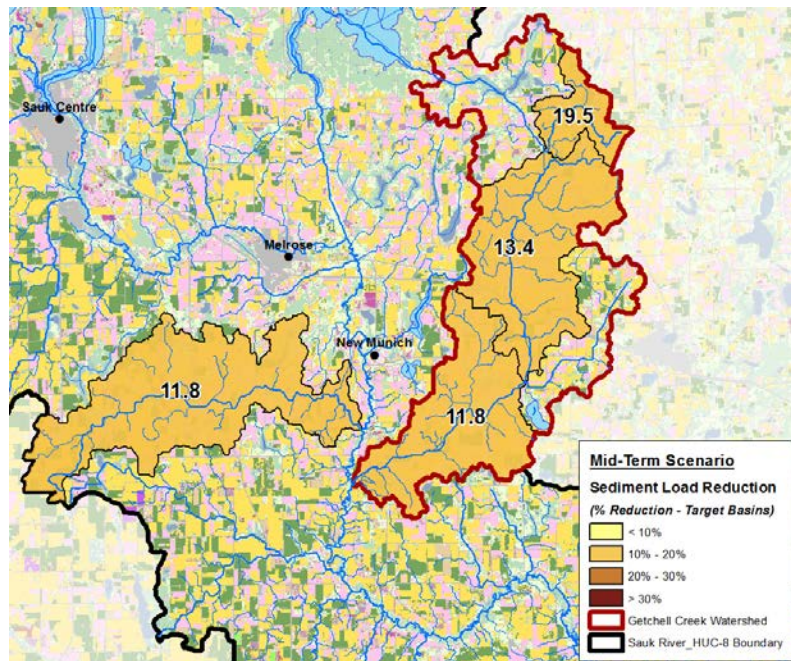 Sauk Centre
19.5
Melrose
13.4
New Munich
11.8
11.8
Mid-Term Scenario
Sediment Load Reduction
(% Reduction - Target Basins)
< 10%
10% - 20%
20% - 30%
> 30%
Getchell Creek Watershed
Sauk River_HUC-8 Boundary